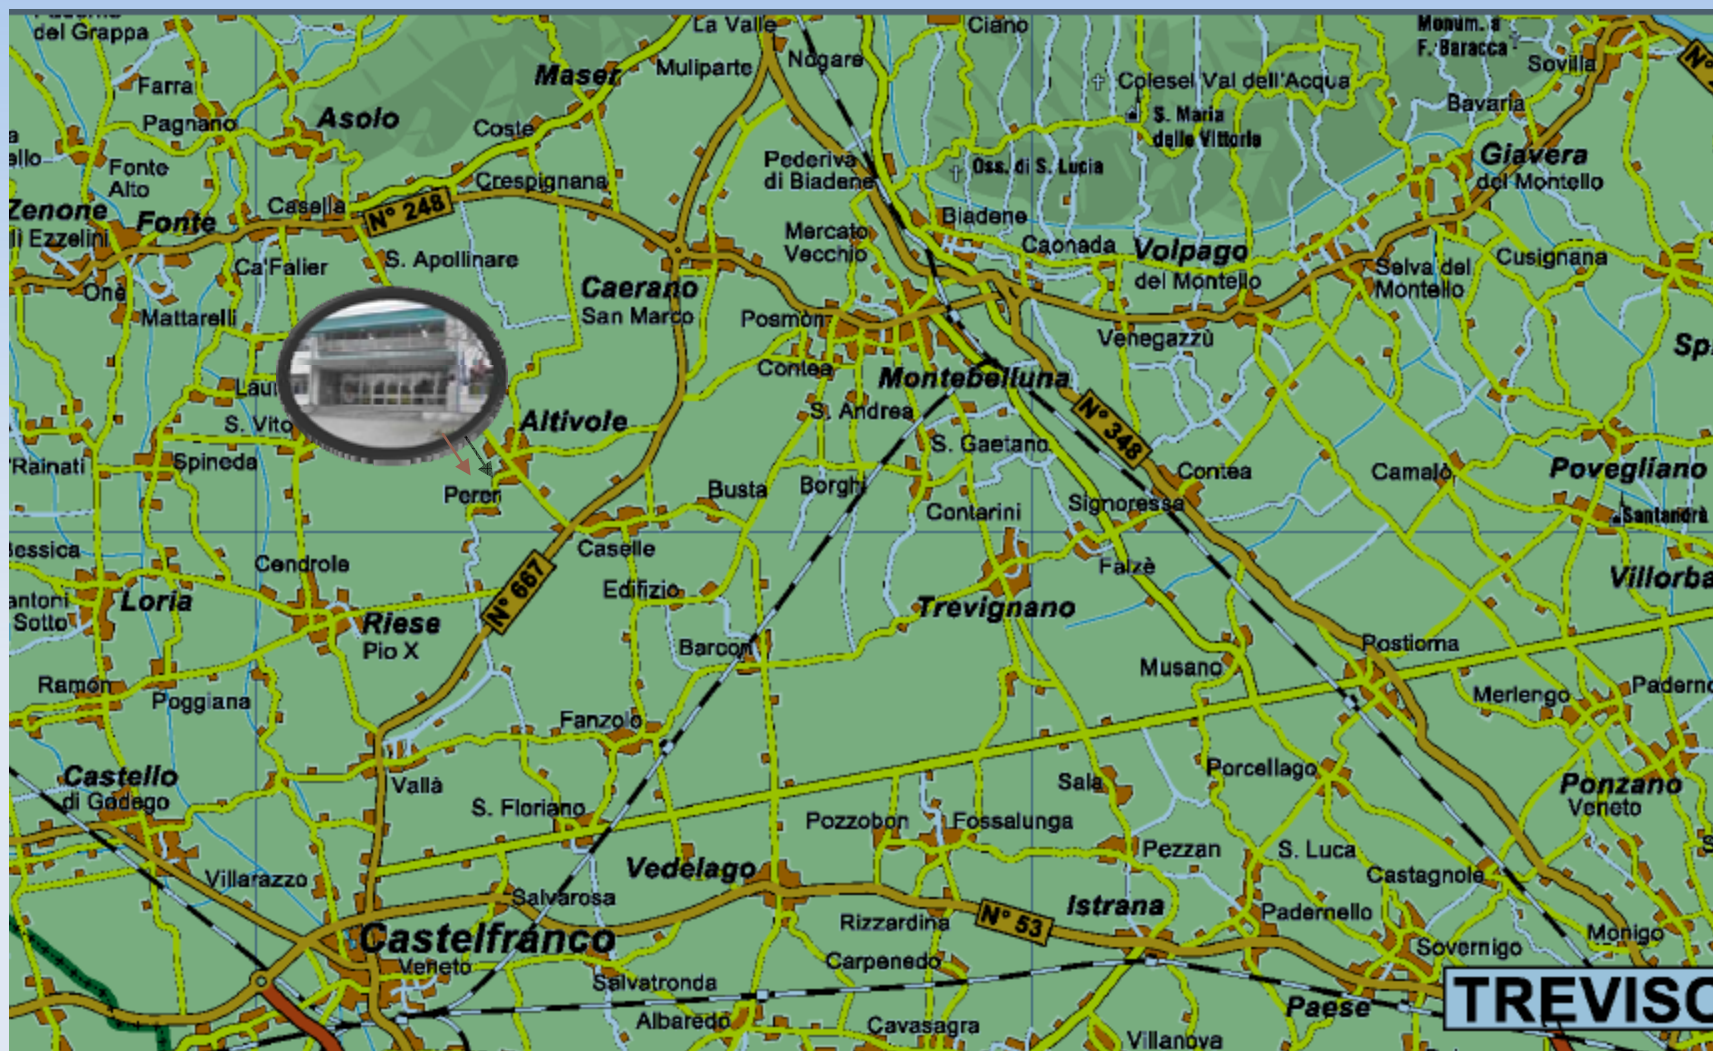 La Valle
Ciano
Monum. a
F. Baracca
del Grappa
Nogare
Sovilla
Muliparte
Maser
Farra
Colesel Val dell'Acqua
Bavaria
S. Maria
delle Vittorie
Pagnano
Asolo
Coste
Giavera
del Montello
Fonte
Alto
Pederiva
di Biadene
Oss. di S. Lucia
Crespignana
Casella
N° 248
Zenone
Fonte
Biadene
Mercato
Vecchio
Caonada
Volpago
del Montello
Ca'Falier
S. Apollinare
Selva del
Montello
Cusignana
Onè
Caerano
San Marco
Mattarelli
Posmòn
Venegazzù
Contea
Montebelluna
S. Andrea
N° 348
S. Vito
Altivole
S. Gaetano
Spineda
Contea
Camalò
Povegliano
Perer
Busta
Borghi
Signoressa
Contarini
Santandrà
Caselle
Cendrole
N° 667
Falzè
Edifizio
Villorba
Loria
Sotto
Trevignano
Riese
Pio X
Barcon
Postioma
Musano
Ramon
Poggiana
Merlengo
Fanzolo
Castello
di Godego
Vallà
Sala
Porcellago
Ponzano
Veneto
S. Floriano
Pozzobon
Fossalunga
Pezzan
S. Luca
Villarazzo
Vedelago
Castagnole
Salvarosa
Rizzardina
N° 53
Istrana
Padernello
Castelfranco
Veneto
Monigo
Sovernigo
Carpenedo
Salvatronda
Paese
TREVISO
Albaredo
Cavasagra
Villanova